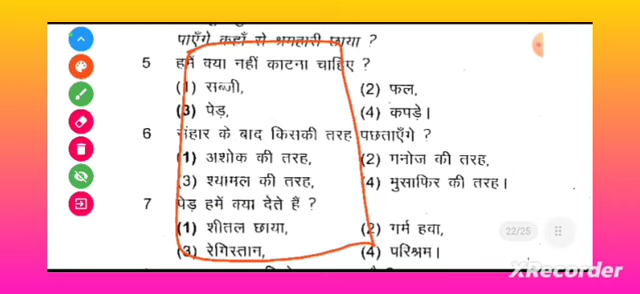 पाएँगे कहाँ से श्रमहारी छाया ?
5 हमें क्या नहीं काटना चाहिए ?
(1) सब्जी, (2) फल,
(3) पेड़, (4) कपड़े।
6 संहार के बाद किसकी तरह पछताएँगे ?
(1) अशोक की तरह, (2) मनोज की तरह,
(3) श्यामल की तरह, (4) मुसाफिर की तरह।
7 पेड़ हमें क्या देते हैं ?
(1) शीतल छाया, (2) गर्म हवा,
22/25
(3) रेगिस्तान, (4) परिश्रम।
XRecorder